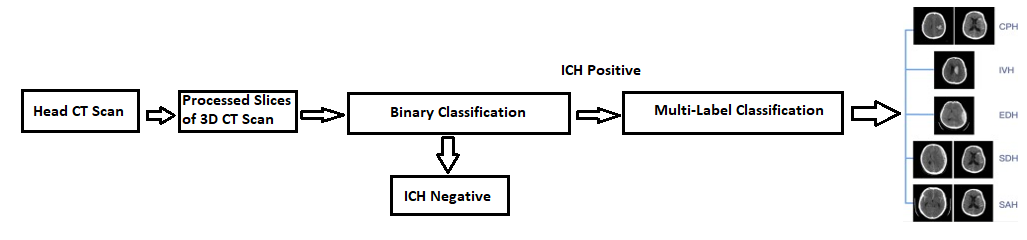 ICH Positive
Head CT Scan
Processed Slices
of 3D CT Scan
Binary Classification
Multi-Label Classification
ICH Negative
CPH
IVH
EDH
SDH
SAH